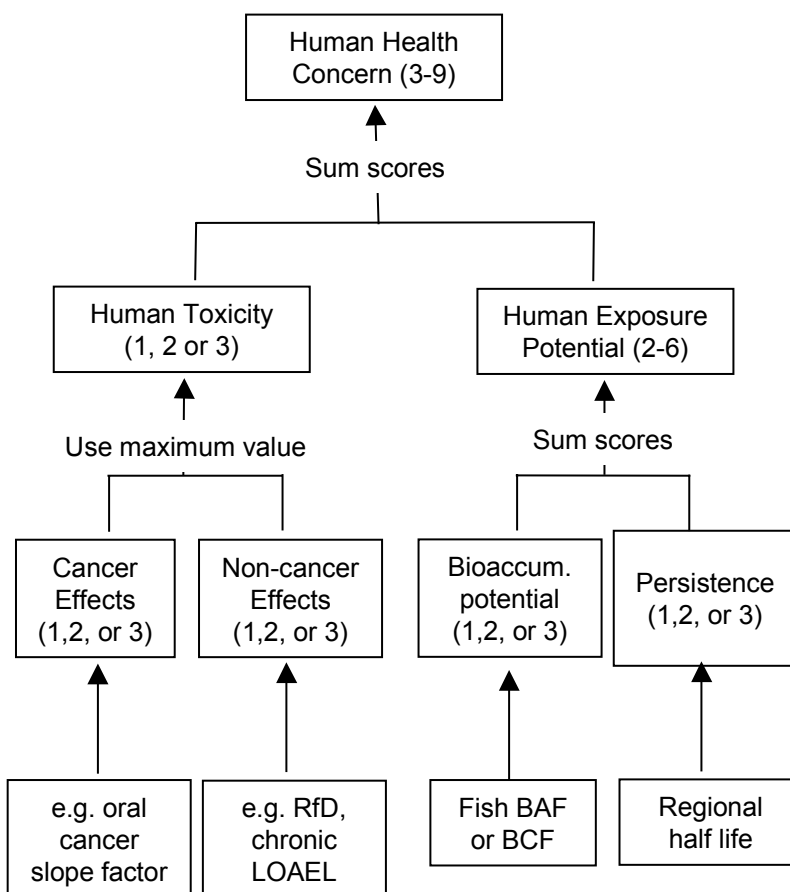 Human Health
Concern (3-9)
Sum scores
Human Toxicity
(1, 2 or 3)
Human Exposure
Potential (2-6)
Use maximum value
Sum scores
Cancer
Effects
(1,2, or 3)
Non-cancer
Effects
(1,2, or 3)
Bioaccum.
potential
(1,2, or 3)
Persistence
(1,2, or 3)
e.g. oral
cancer
slope factor
e.g. RfD,
chronic
LOAEL
Fish BAF
or BCF
Regional
half life